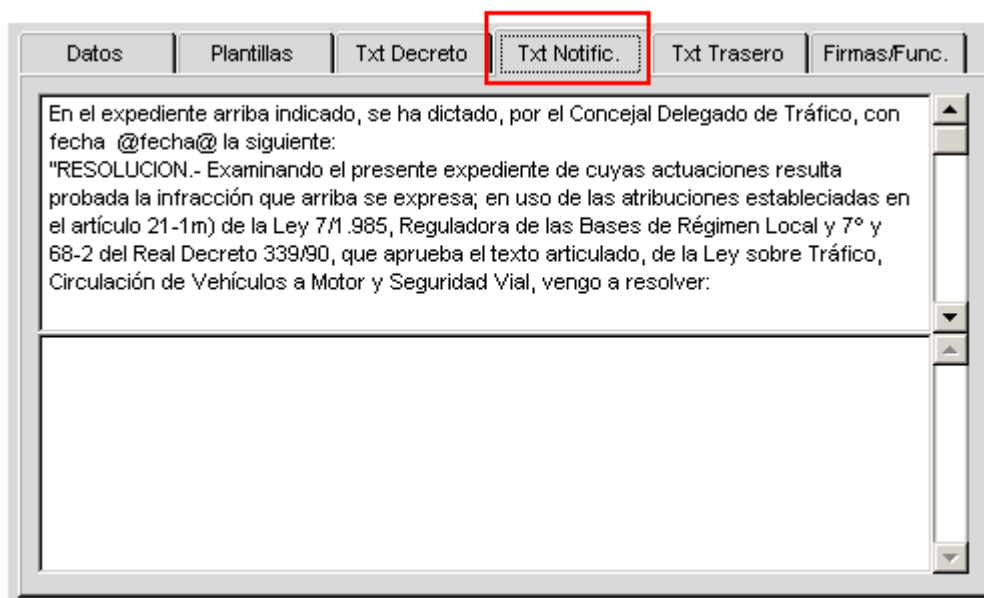 Datos Plantillas Txt Decreto Txt Notific. Txt Trasero Firmas/Func.
En el expediente arriba indicado, se ha dictado, por el Concejal Delegado de Tráfico, con
fecha  @fecha@ la siguiente:
"RESOLUCION.- Examinando el presente expediente de cuyas actuaciones resulta
probada la infracción que arriba se expresa; en uso de las atribuciones estableciadas en
el artículo 21-1m) de la Ley 7/1.985, Reguladora de las Bases de Régimen Local y 7º y
68-2 del Real Decreto 339/90, que aprueba el texto articulado, de la Ley sobre Tráfico,
Circulación de Vehículos a Motor y Seguridad Vial, vengo a resolver: